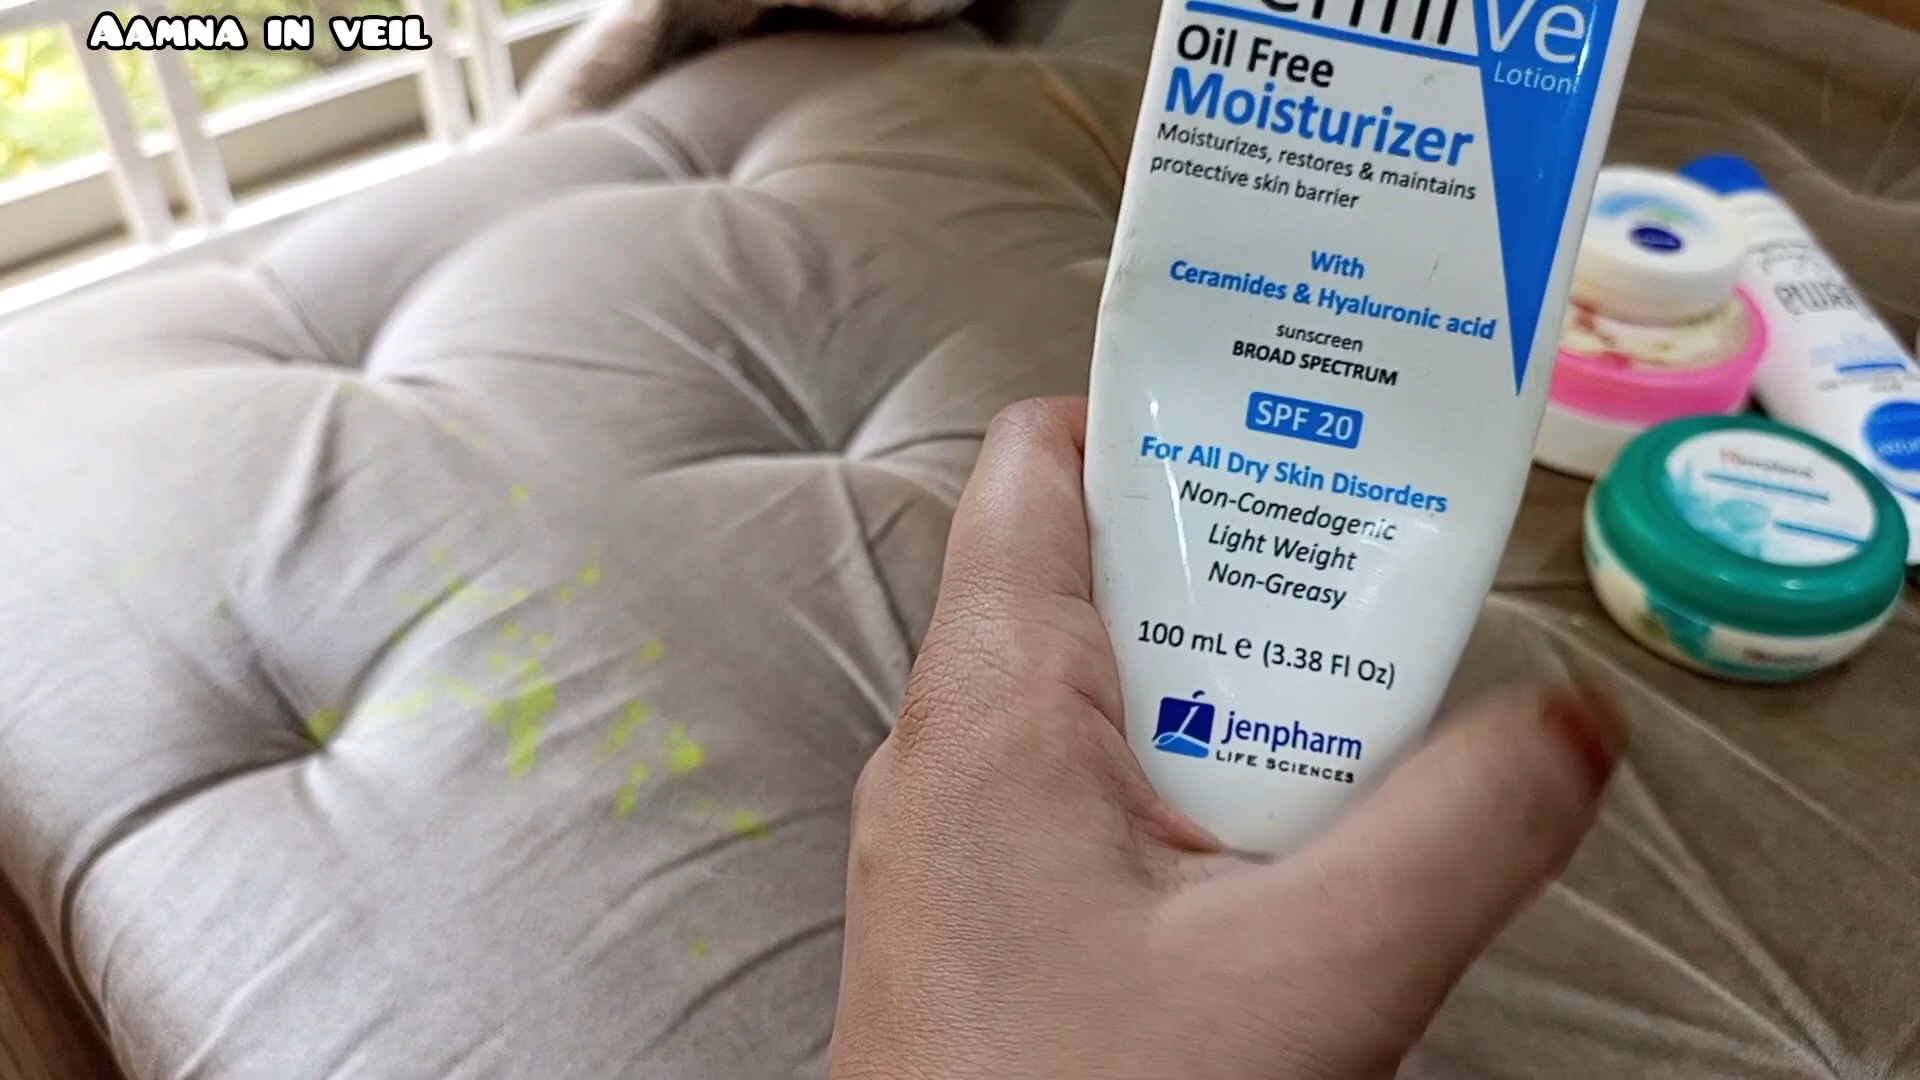 AAMNA IN VEIL
Oil Free
Lotion
Moisturizer
Moisturizes, restores & maintains
protective skin barrier
With
Ceramides & Hyaluronic acid
sunscreen
BROAD SPECTRUM
SPF 20
For All Dry Skin Disorders
Non-Comedogenic
Light Weight
Non-Greasy
100 mL e (3.38 Fl Oz)
jenpharm
LIFE SCIENCES